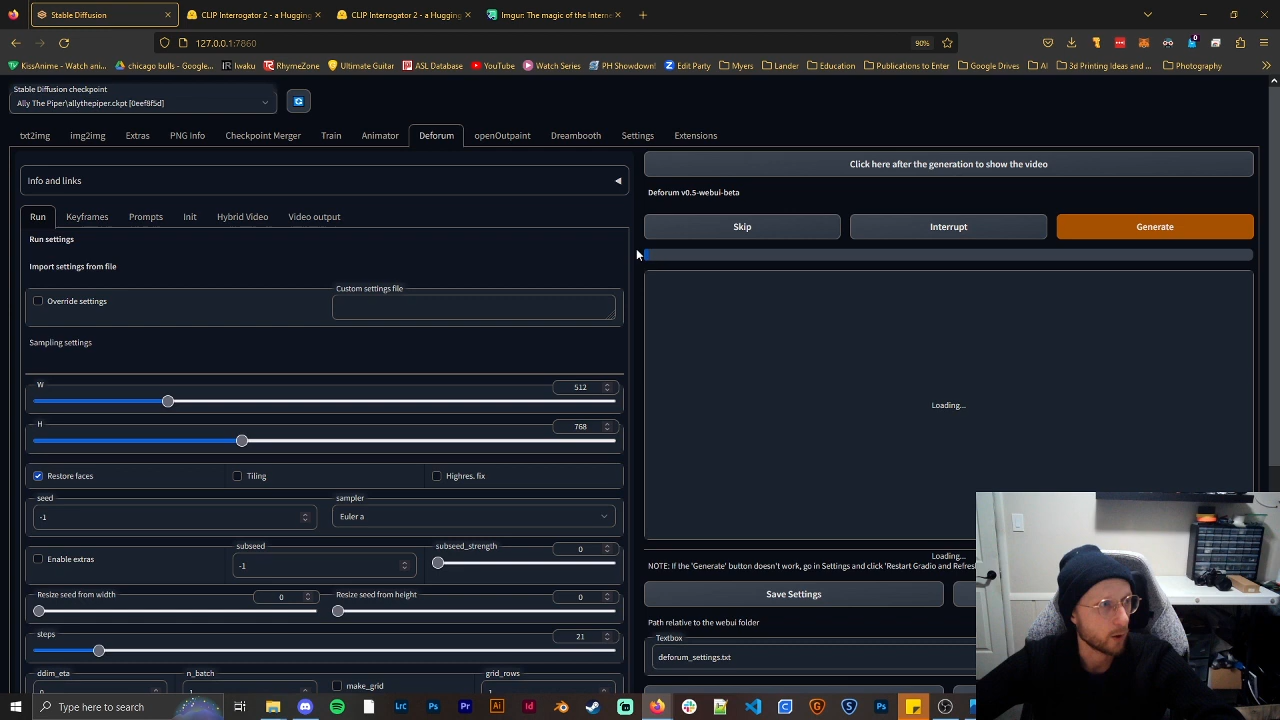 Stable Diffusion
CLIP Interrogator 2 - a Hugging
CLIP Interrogator 2 - a Hugging
Imgur: The magic of the Interne
127.0.0.1:7860
90%
KissAnime - Watch ani...
chicago bulls - Google...
Iwaku
RhymeZone
Ultimate Guitar
ASL Database
YouTube
Watch Series
PH Showdown!
Edit Party
Myers
Lander
Education
Publications to Enter
Google Drives
AI
3d Printing Ideas and ...
Photography
Stable Diffusion checkpoint
Ally The Piper\allythepiper.ckpt [0eef8f5d]
txt2img
img2img
Extras
PNG Info
Checkpoint Merger
Train
Animator
Deforum
openOutpaint
Dreambooth
Settings
Extensions
Info and links
Click here after the generation to show the video
Deforum v0.5-webui-beta
Run
Keyframes
Prompts
Init
Hybrid Video
Video output
Skip
Interrupt
Generate
Run settings
Import settings from file
Override settings
Custom settings file
Sampling settings
W
512
H
768
Restore faces
Tiling
Highres. fix
seed
-1
sampler
Euler a
Enable extras
subseed
-1
subseed_strength
0
Resize seed from width
0
Resize seed from height
0
steps
21
ddim_eta
n_batch
make_grid
grid_rows
Loading...
Loading...
NOTE: If the 'Generate' button doesn't work, go in Settings and click 'Restart Gradio and Refresh
Save Settings
Path relative to the webui folder
Textbox
deforum_settings.txt
Type here to search